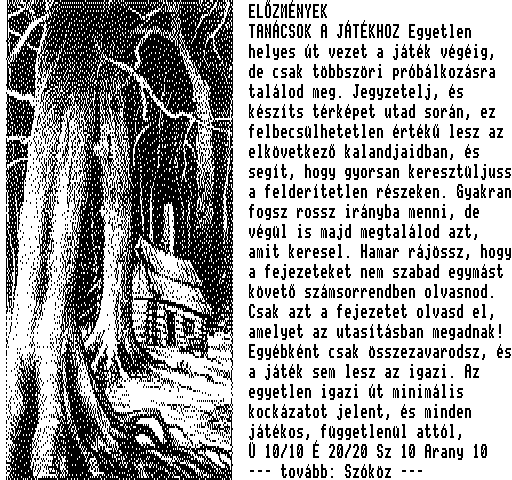 ELŐZMÉNYEK
TANÁCSOK A JÁTÉKHOZ Egyetlen
helyes út vezet a játék végéig,
de csak többszöri próbálkozásra
találod meg. Jegyzetelj, és
készíts térképet utad során, ez
felbecsülhetetlen értékű lesz az
elkövetkező kalandjaidban, és
segít, hogy gyorsan keresztüljuss
a felderítetlen részeken. Gyakran
fogsz rossz irányba menni, de
végül is majd megtalálod azt,
amit keresel. Hamar rájössz, hogy
a fejezeteket nem szabad egymást
követő számsorrendben olvasnod.
Csak azt a fejezetet olvasd el,
amelyet az utasításban megadnak!
Egyébként csak összezavarodsz, és
a játék sem lesz az igazi. Az
egyetlen igazi út minimális
kockázatot jelent, és minden
játékos, függetlenül attól,
Ü 10/10 É 20/20 Sz 10 Arany 10
--- tovább: Szóköz ---